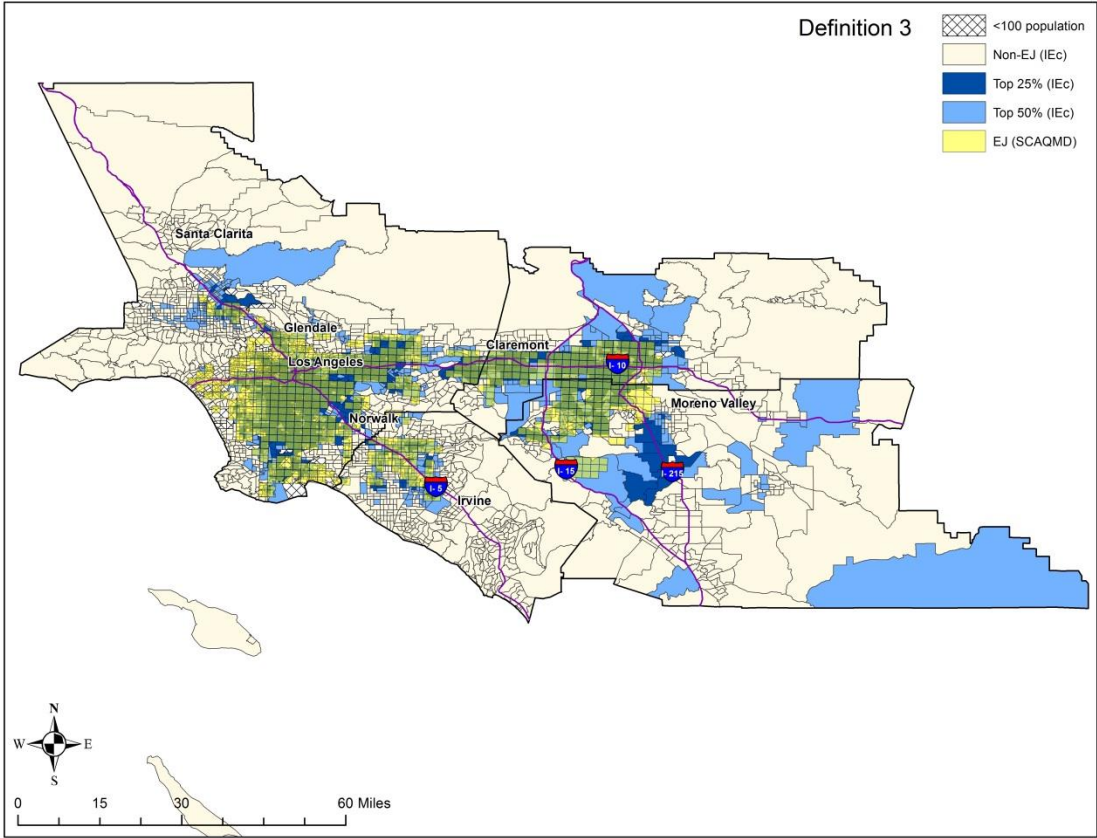 Definition 3
<100 population
Non-EJ (IEc)
Top 25% (IEc)
Top 50% (IEc)
EJ (SCAQMD)
Santa Clarita
Glendale
Los Angeles
Claremont
I- 10
Norwalk
Moreno Valley
I- 15
I- 215
I- 5
Irvine
N
W E
S
0 15 30 60 Miles